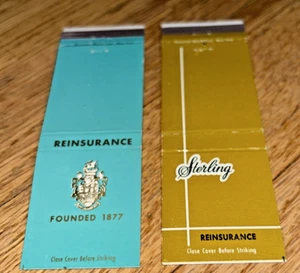 REINSURANCE
FOUNDED 1877
Close Cover Before Striking
Sterling
REINSURANCE
Close Cover Before Striking